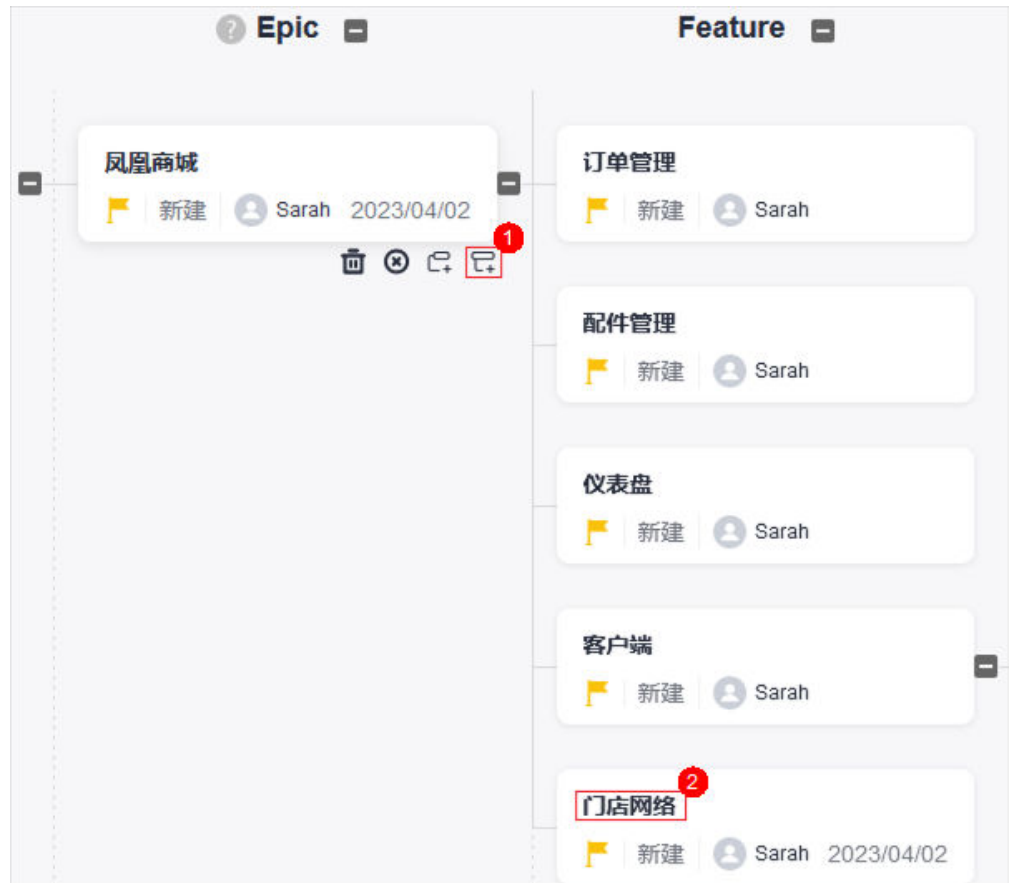 ? Epic
Feature
凤凰商城
新建 Sarah 2023/04/02
1
订单管理
新建 Sarah
配件管理
新建 Sarah
仪表盘
新建 Sarah
客户端
新建 Sarah
2
门店网络
新建 Sarah 2023/04/02